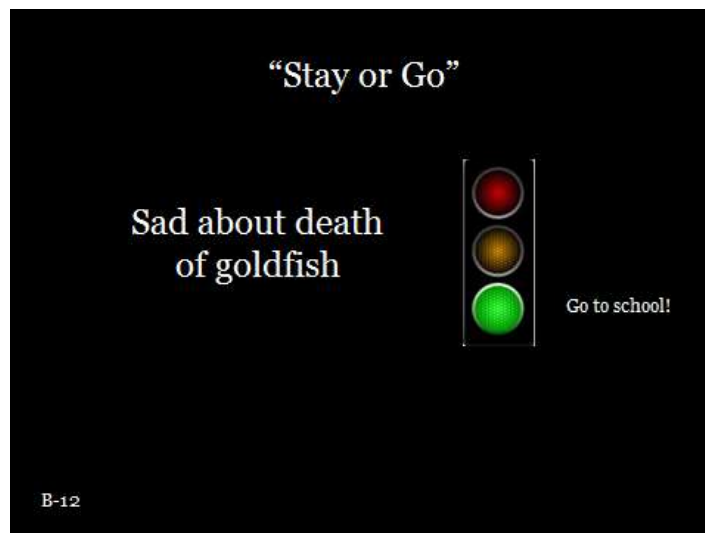 “Stay or Go”
Sad about death
of goldfish
Go to school!
B-12